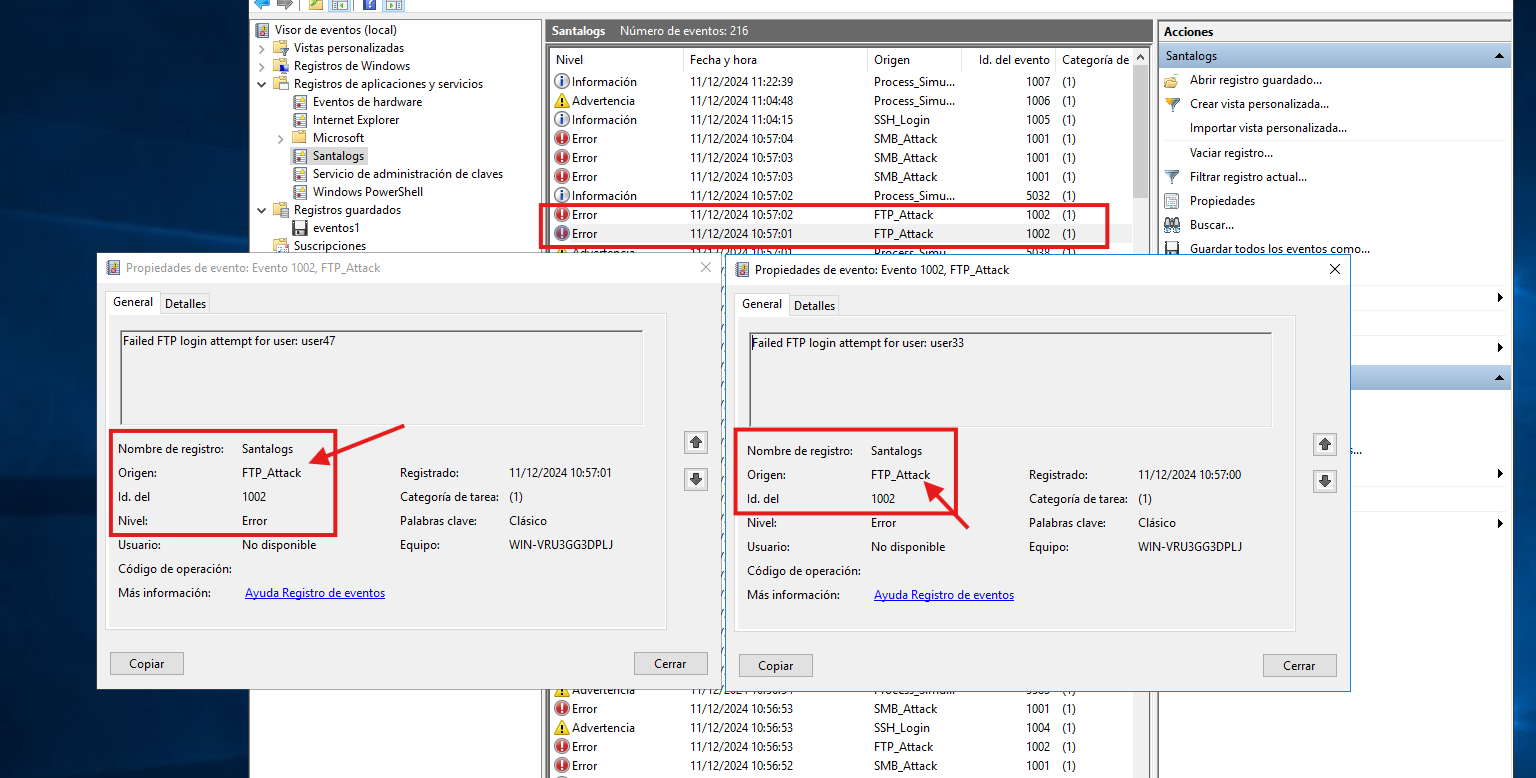 Visor de eventos (local)
Vistas personalizadas
Registros de Windows
Registros de aplicaciones y servicios
Eventos de hardware
Internet Explorer
Microsoft
Santalogs
Servicio de administración de claves
Windows PowerShell
Registros guardados
eventos1
Suscripciones
Santalogs Número de eventos: 216
Nivel Fecha y hora Origen Id. del evento Categoría de
Información 11/12/2024 11:22:39 Process_Simu... 1007 (1)
Advertencia 11/12/2024 11:04:48 Process_Simu... 1006 (1)
Información 11/12/2024 11:04:15 SSH_Login 1005 (1)
Error 11/12/2024 10:57:04 SMB_Attack 1001 (1)
Error 11/12/2024 10:57:03 SMB_Attack 1001 (1)
Error 11/12/2024 10:57:03 SMB_Attack 1001 (1)
Información 11/12/2024 10:57:02 Process_Simu... 5032 (1)
Error 11/12/2024 10:57:02 FTP_Attack 1002 (1)
Error 11/12/2024 10:57:01 FTP_Attack 1002 (1)
Advertencia 11/12/2024 10:57:01 Process_Simu... 5038 (1)
Acciones
Santalogs
Abrir registro guardado...
Crear vista personalizada...
Importar vista personalizada...
Vaciar registro...
Filtrar registro actual...
Propiedades
Buscar...
Guardar todos los eventos como...
Propiedades de evento: Evento 1002, FTP_Attack
General Detalles
Failed FTP login attempt for user: user47
Nombre de registro: Santalogs
Origen: FTP_Attack Registrado: 11/12/2024 10:57:01
Id. del 1002 Categoría de tarea: (1)
Nivel: Error Palabras clave: Clásico
Usuario: No disponible Equipo: WIN-VRU3GG3DPLJ
Código de operación:
Más información: Ayuda Registro de eventos
Copiar Cerrar
Propiedades de evento: Evento 1002, FTP_Attack
General Detalles
Failed FTP login attempt for user: user33
Nombre de registro: Santalogs
Origen: FTP_Attack Registrado: 11/12/2024 10:57:00
Id. del 1002 Categoría de tarea: (1)
Nivel: Error Palabras clave: Clásico
Usuario: No disponible Equipo: WIN-VRU3GG3DPLJ
Código de operación:
Más información: Ayuda Registro de eventos
Copiar Cerrar
Advertencia 11/12/2024 Process_Simu... (1)
Error 11/12/2024 10:56:53 SMB_Attack 1001 (1)
Advertencia 11/12/2024 10:56:53 SSH_Login 1004 (1)
Error 11/12/2024 10:56:53 FTP_Attack 1002 (1)
Error 11/12/2024 10:56:52 SMB_Attack 1001 (1)